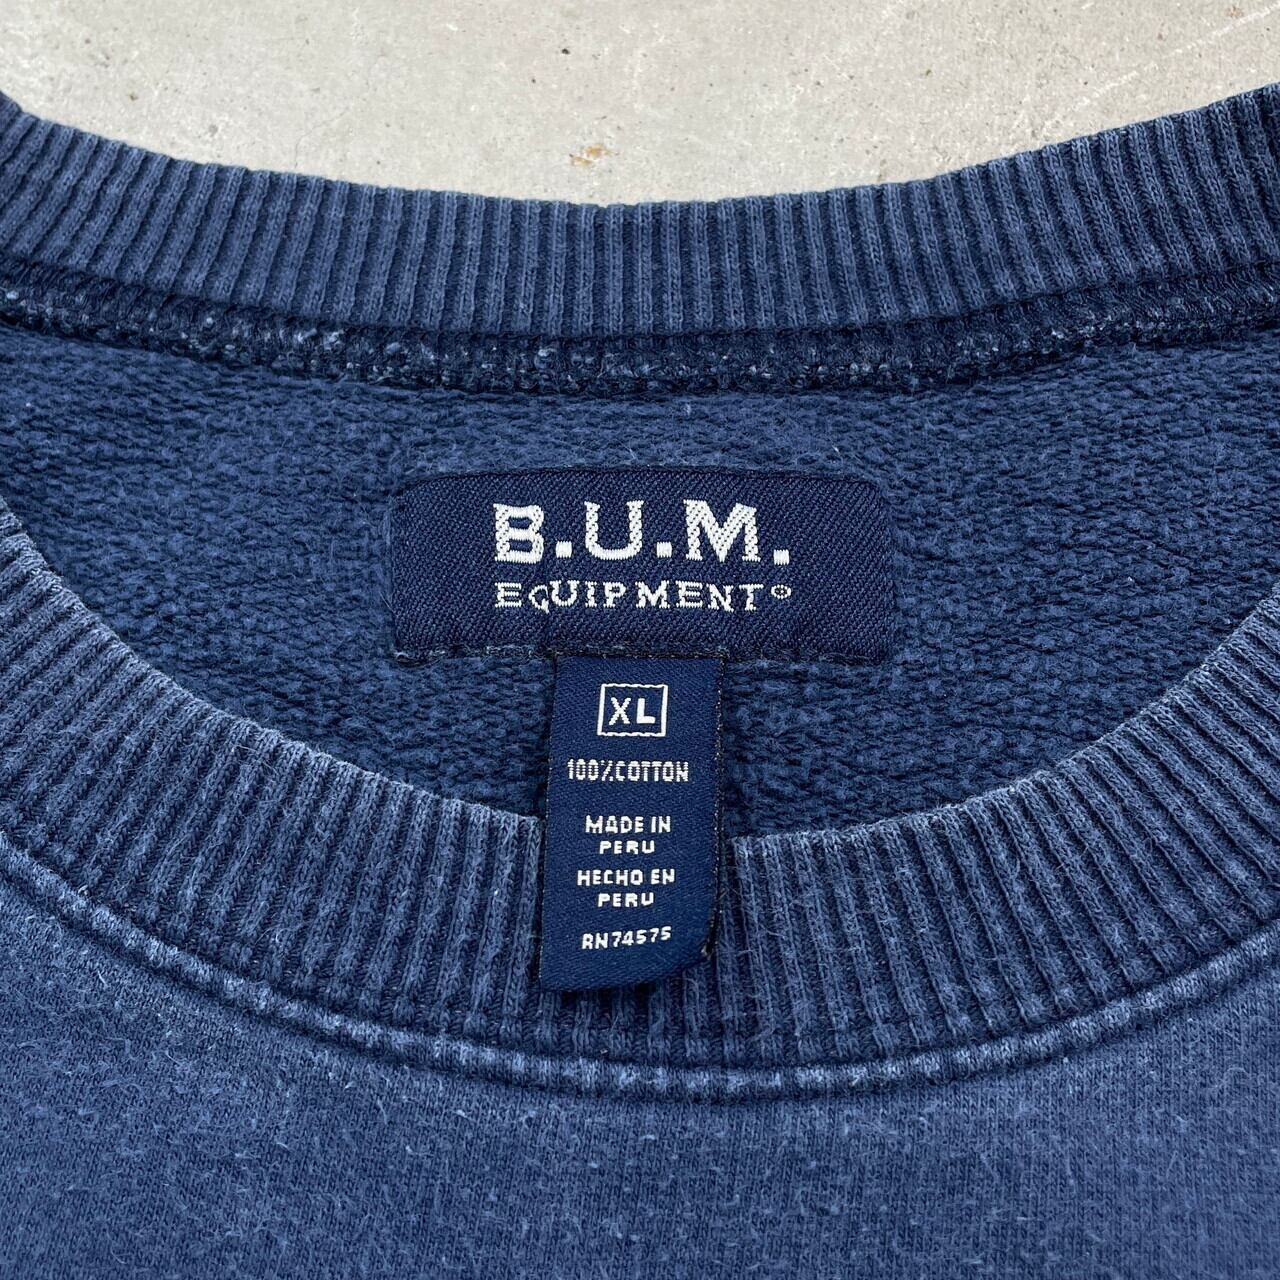 B.U.M.
EQUIPMENT®
XL
100% COTTON
MADE IN
PERU
HECHO EN
PERU
RN74575